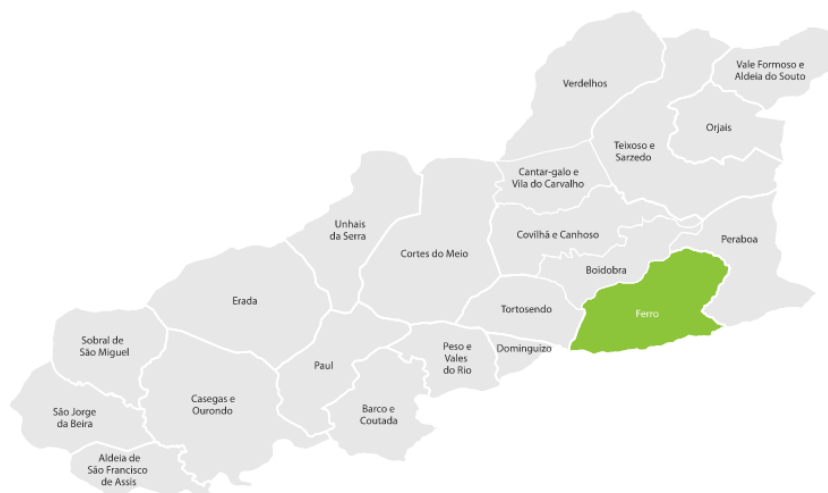 Vale Formoso e
Aldeia do Souto
Verdelhos
Orjais
Teixoso e
Sarzedo
Cantar-galo e
Vila do Carvalho
Unhais
da Serra
Covilhã e Canhoso
Peraboa
Cortes do Meio
Boidobra
Erada
Tortosendo
Ferro
Sobral de
São Miguel
Peso e
Vales
do Rio
Dominguizo
Paul
Casegas e
Ourondo
Barco e
Coutada
São Jorge
da Beira
Aldeia de
São Francisco
de Assis